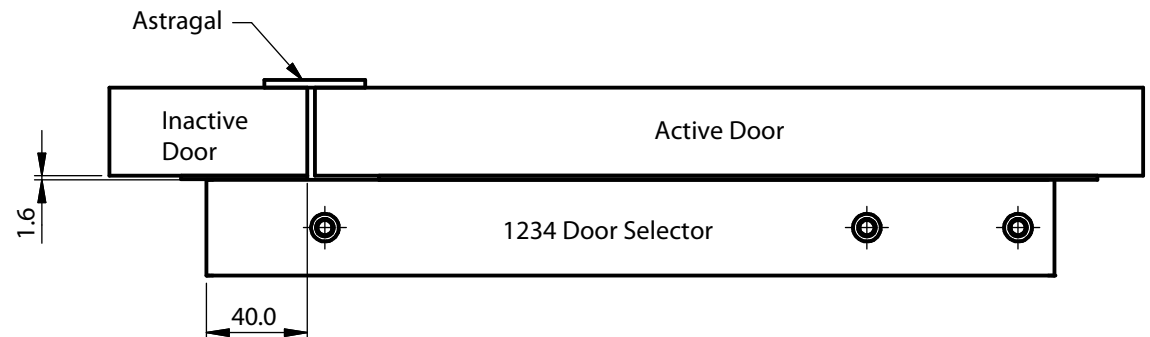 Astragal
Inactive
Door
Active Door
1.6
1234 Door Selector
40.0